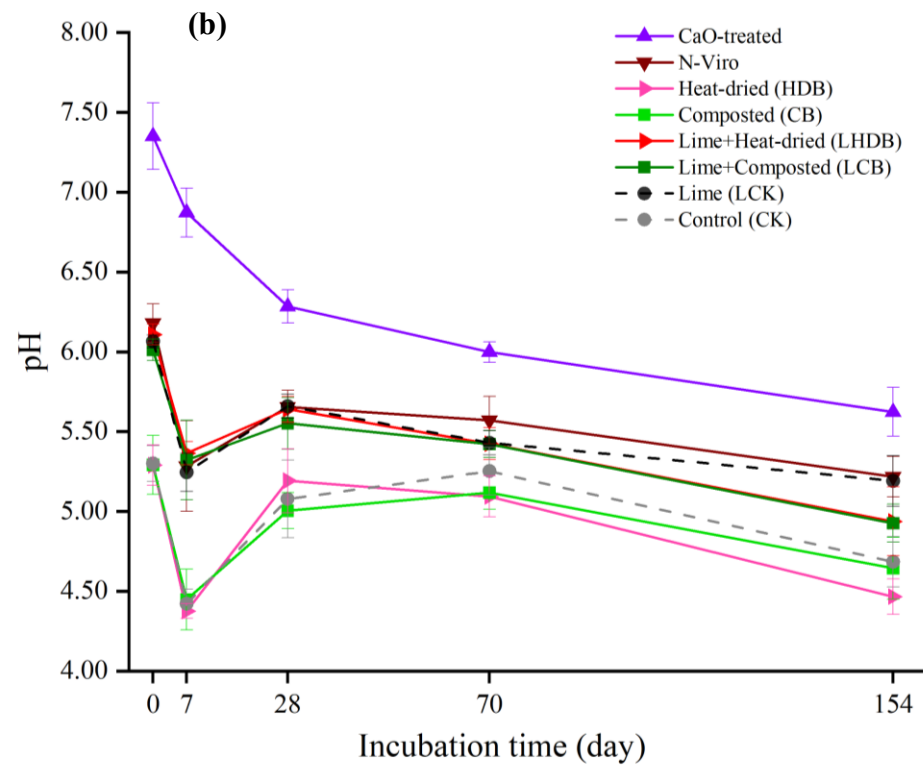 (b)
8.00
7.50
7.00
6.50
6.00
5.50
5.00
4.50
4.00
pH
CaO-treated
N-Viro
Heat-dried (HDB)
Composted (CB)
Lime+Heat-dried (LHDB)
Lime+Composted (LCB)
Lime (LCK)
Control (CK)
0 7 28 70 154
Incubation time (day)